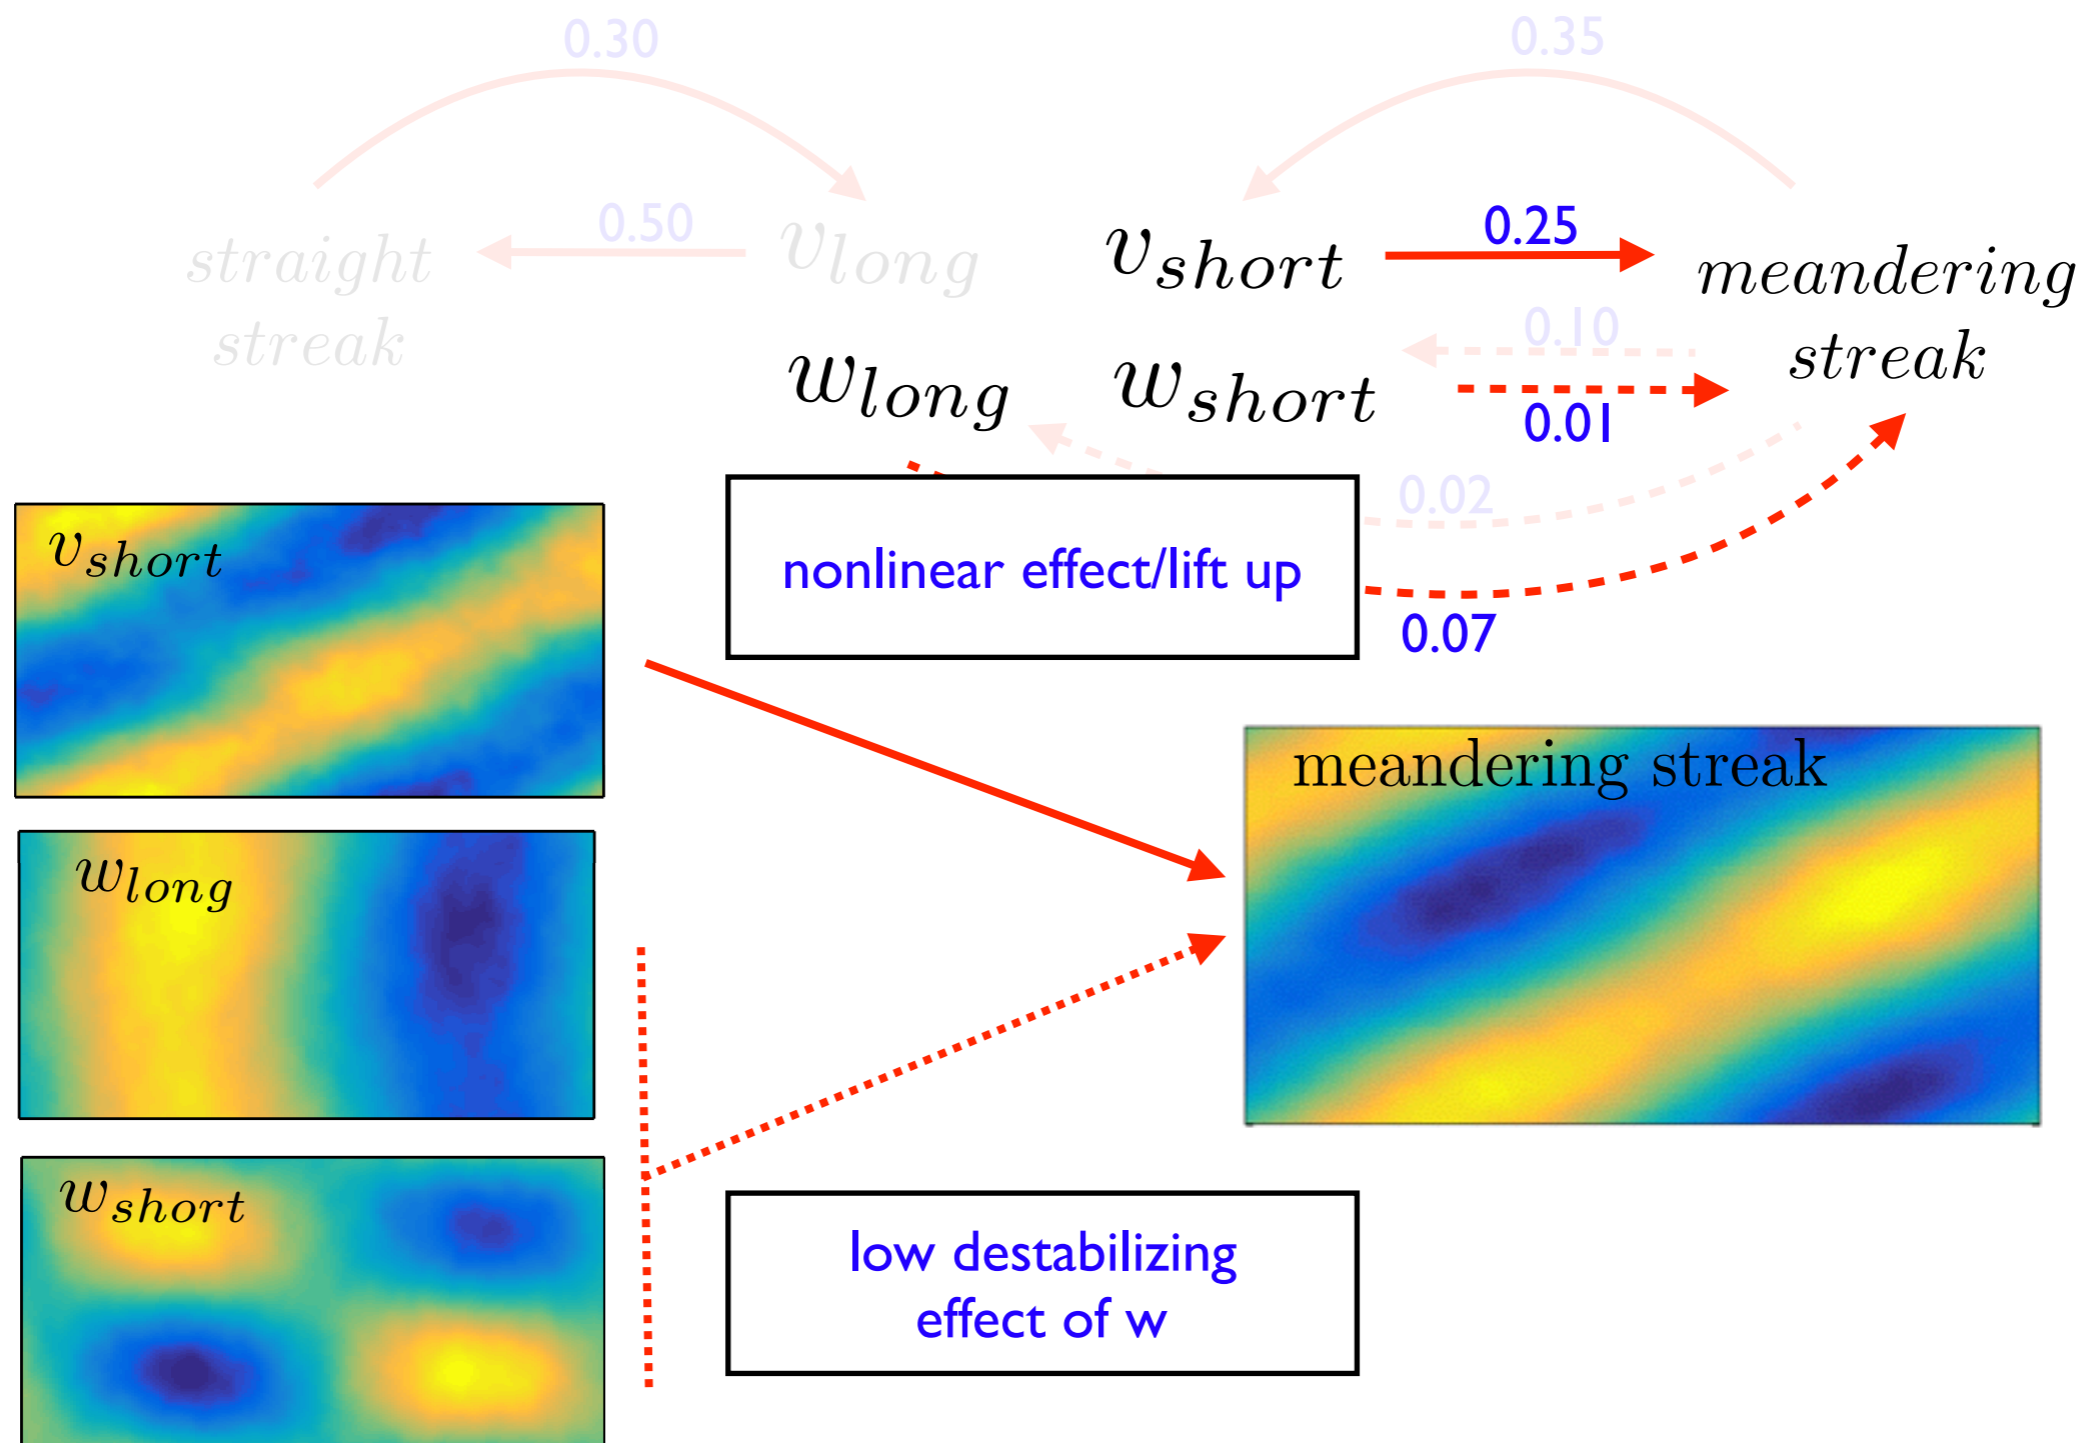 0.30
0.35
0.50
0.25
straight
streak
v_long
v_short
meandering
streak
0.10
w_long
w_short
0.01
0.02
v_short
nonlinear effect/lift up
0.07
meandering streak
w_long
w_short
low destabilizing
effect of w